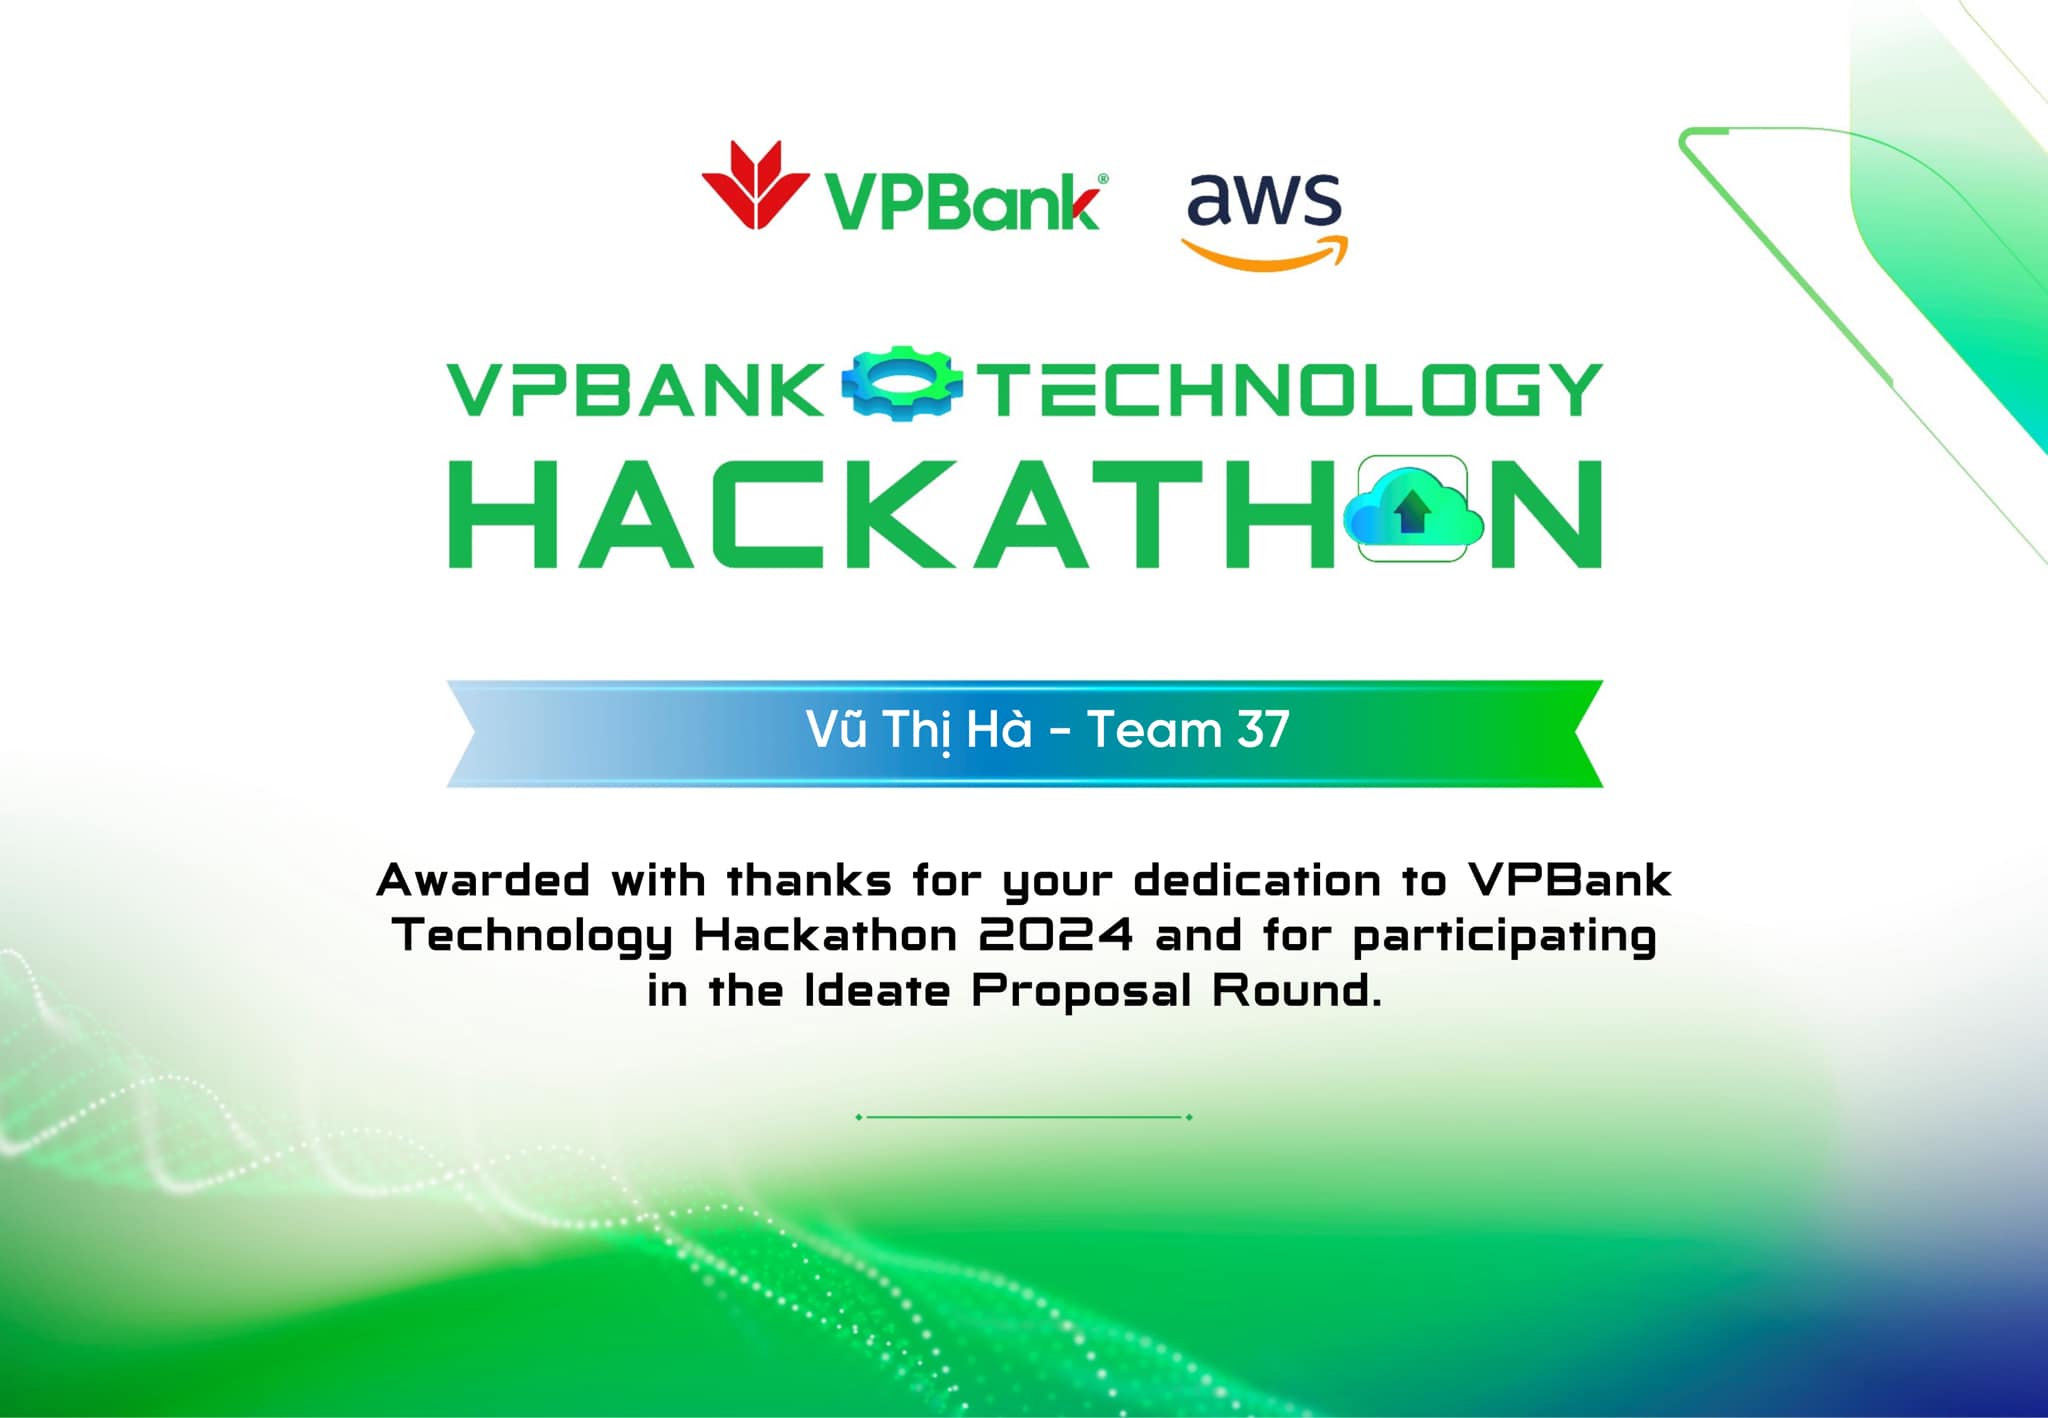 VPBank®
aws
VPBANK TECHNOLOGY
HACKATHON
Vũ Thị Hà - Team 37
Awarded with thanks for your dedication to VPBank
Technology Hackathon 2024 and for participating
in the Ideate Proposal Round.